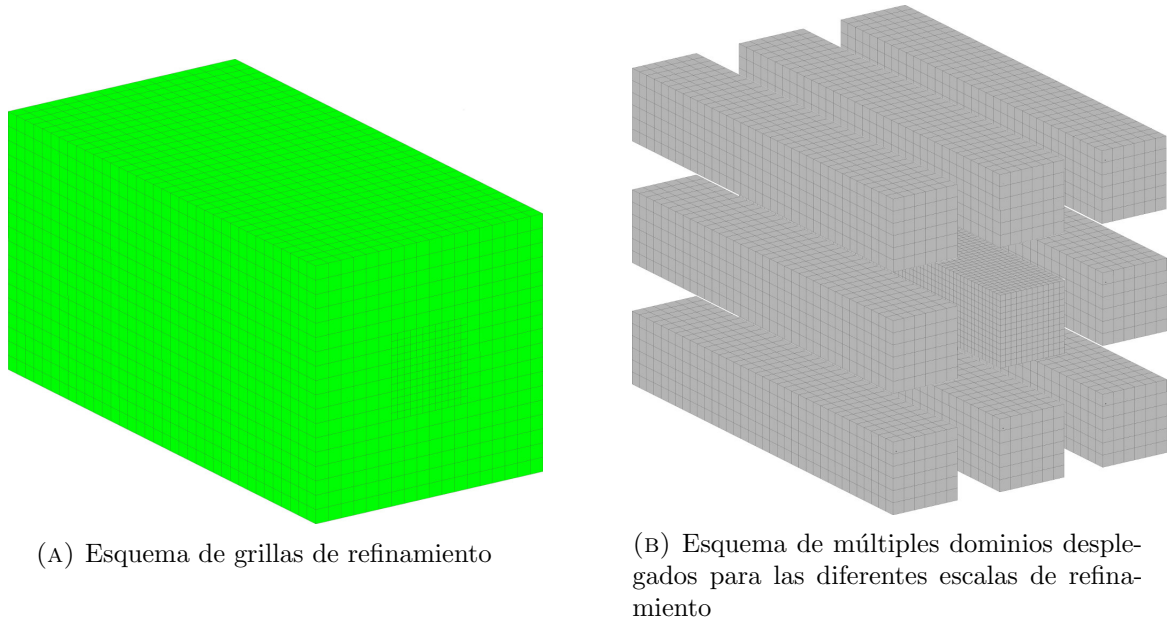 (A) Esquema de grillas de refinamiento
(B) Esquema de múltiples dominios desple-
gados para las diferentes escalas de refina-
miento